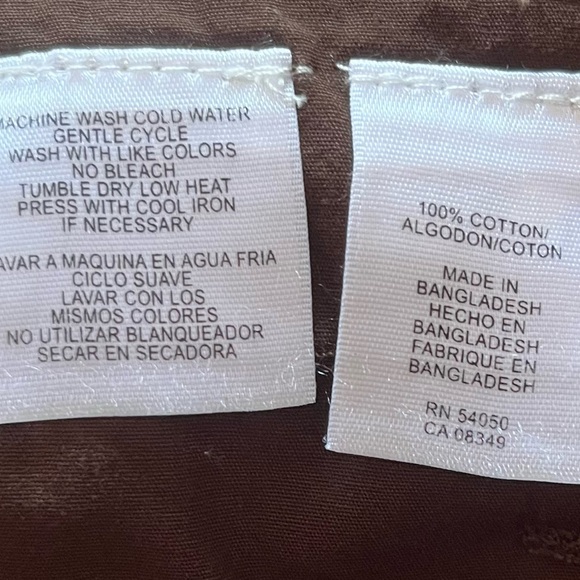 MACHINE WASH COLD WATER
GENTLE CYCLE
WASH WITH LIKE COLORS
NO BLEACH
TUMBLE DRY LOW HEAT
PRESS WITH COOL IRON
IF NECESSARY
LAVAR A MAQUINA EN AGUA FRIA
CICLO SUAVE
LAVAR CON LOS
MISMOS COLORES
NO UTILIZAR BLANQUEADOR
SECAR EN SECADORA
100% COTTON/
ALGODON/COTON
MADE IN
BANGLADESH
HECHO EN
BANGLADESH
FABRIQUE EN
BANGLADESH
RN 54050
CA 08349